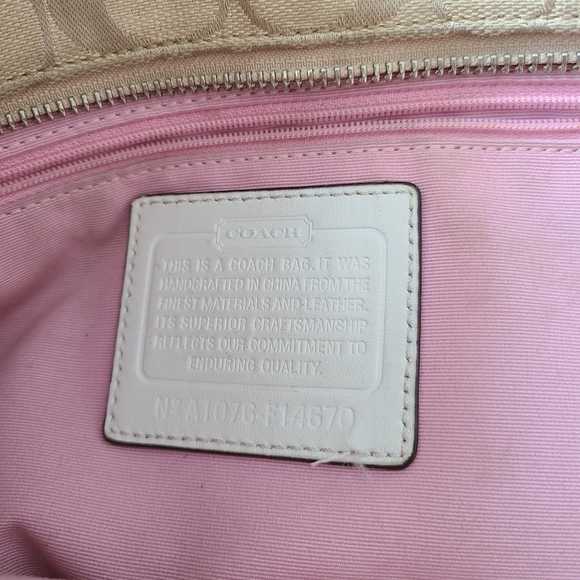 COACH
THIS IS A COACH BAG. IT WAS
HANDCRAFTED IN CHINA FROM THE
FINEST MATERIALS AND LEATHER.
ITS SUPERIOR CRAFTSMANSHIP
REFLECTS OUR COMMITMENT TO
ENDURING QUALITY.
Nº A1076-F14670